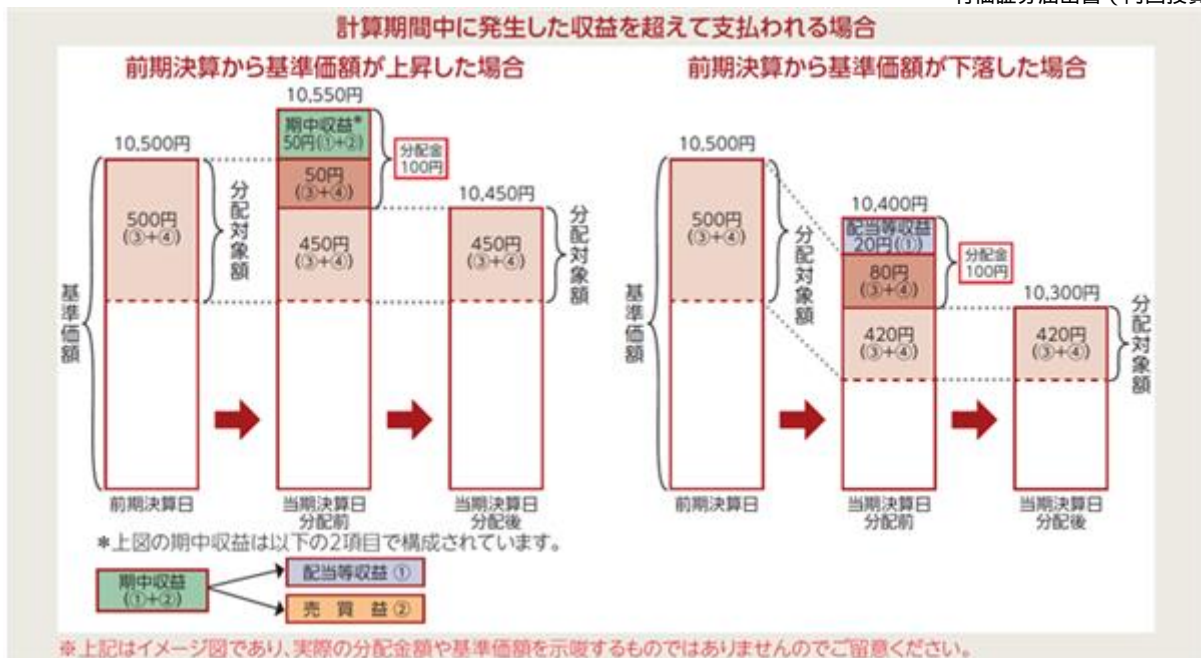 計算期間中に発生した収益を超えて支払われる場合
前期決算から基準価額が上昇した場合
10,550円
10,500円
期中収益*
50円(①+②)
分配金
100円
50円
(③+④)
10,450円
500円
(③+④)
分配対象額
450円
(③+④)
450円
(③+④)
分配対象額
基準価額
前期決算日
当期決算日
分配前
当期決算日
分配後
*上図の期中収益は以下の2項目で構成されています。
期中収益
(①+②)
配当等収益 ①
売 買 益 ②
前期決算から基準価額が下落した場合
10,500円
10,400円
配当等収益
20円(①)
分配金
100円
500円
(③+④)
分配対象額
80円
(③+④)
10,300円
420円
(③+④)
420円
(③+④)
分配対象額
基準価額
前期決算日
当期決算日
分配前
当期決算日
分配後
※上記はイメージ図であり、実際の分配金額や基準価額を示唆するものではありませんのでご留意ください。